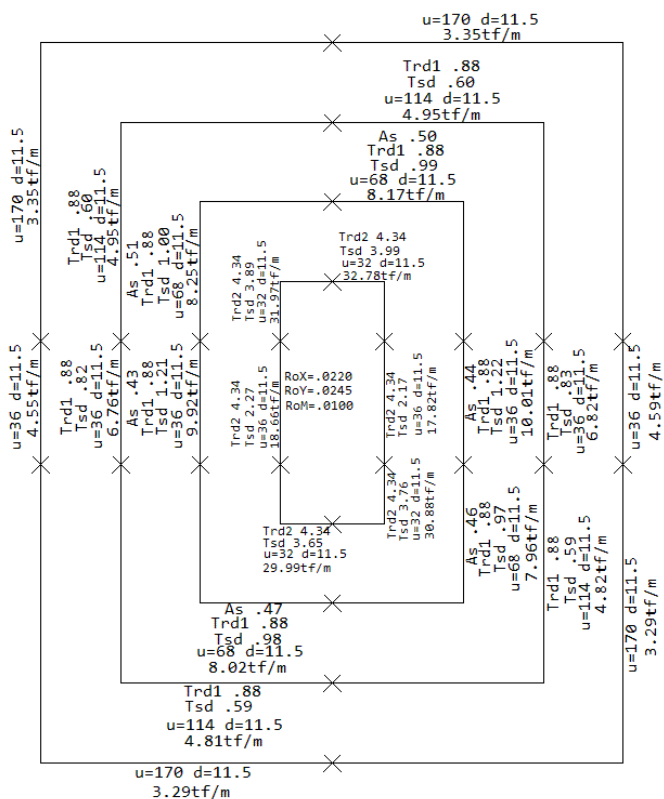 u=170 d=11.5
3.35tf/m
Trd1 .88
Tsd .60
u=114 d=11.5
4.95tf/m
As .50
Trd1 .88
Tsd .99
u=68 d=11.5
8.17tf/m
Trd2 4.34
Tsd 3.99
u=32 d=11.5
32.78tf/m
u=170 d=11.5
3.35tf/m
Trd1 .88
Tsd .60
u=114 d=11.5
4.95tf/m
As .51
Trd1 .88
Tsd 1.00
u=68 d=11.5
8.25tf/m
Trd2 4.34
Tsd 3.89
u=32 d=11.5
31.97tf/m
u=36 d=11.5
4.55tf/m
Trd1 .88
Tsd .82
u=36 d=11.5
6.76tf/m
As .43
Trd1 .88
Tsd 1.21
u=36 d=11.5
9.92tf/m
Trd2 4.34
Tsd 2.27
u=36 d=11.5
18.66tf/m
RoX=.0220
RoY=.0245
RoM=.0100
Trd2 4.34
Tsd 2.17
u=36 d=11.5
17.82tf/m
As .44
Trd1 .88
Tsd 1.22
u=36 d=11.5
10.01tf/m
Trd1 .88
Tsd .83
u=36 d=11.5
6.82tf/m
u=36 d=11.5
4.59tf/m
Trd2 4.34
Tsd 3.76
u=32 d=11.5
30.88tf/m
As .46
Trd1 .88
Tsd .97
u=68 d=11.5
7.96tf/m
Trd1 .88
Tsd .59
u=114 d=11.5
4.82tf/m
u=170 d=11.5
3.29tf/m
Trd2 4.34
Tsd 3.65
u=32 d=11.5
29.99tf/m
As .47
Trd1 .88
Tsd .98
u=68 d=11.5
8.02tf/m
Trd1 .88
Tsd .59
u=114 d=11.5
4.81tf/m
u=170 d=11.5
3.29tf/m